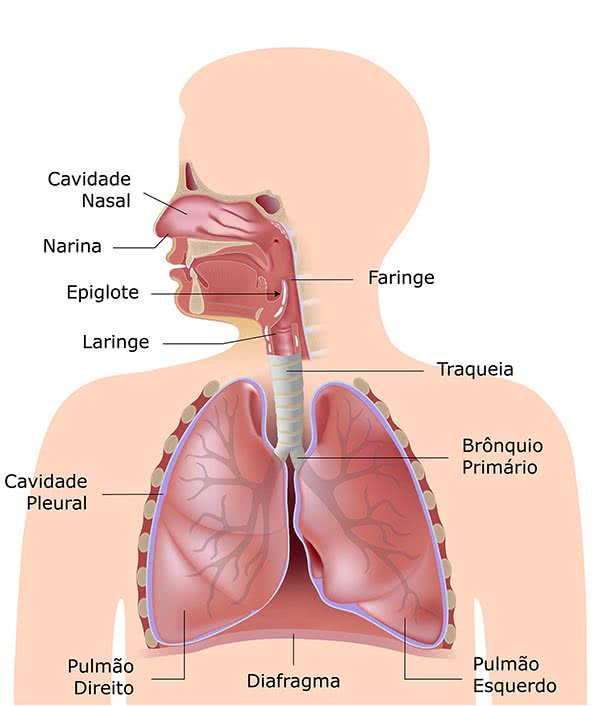 Cavidade
Nasal
Narina
Epiglote
Faringe
Laringe
Traqueia
Brônquio
Primário
Cavidade
Pleural
Pulmão
Direito
Diafragma
Pulmão
Esquerdo